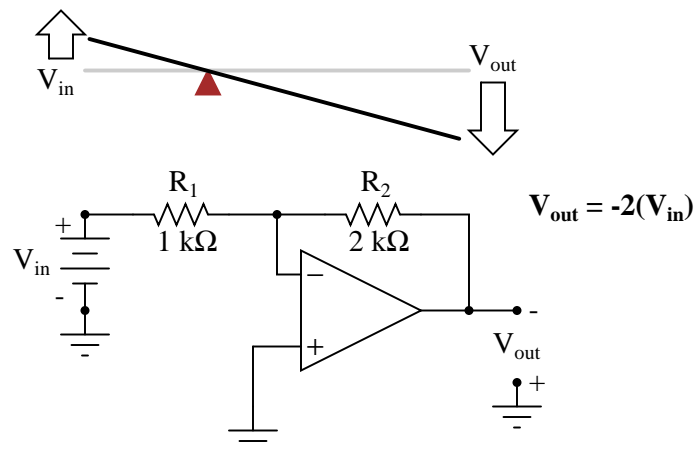 V_in
V_out
R_1
R_2
V_out = -2(V_in)
+
1 kΩ
2 kΩ
V_in
-
−
+
-
V_out
+